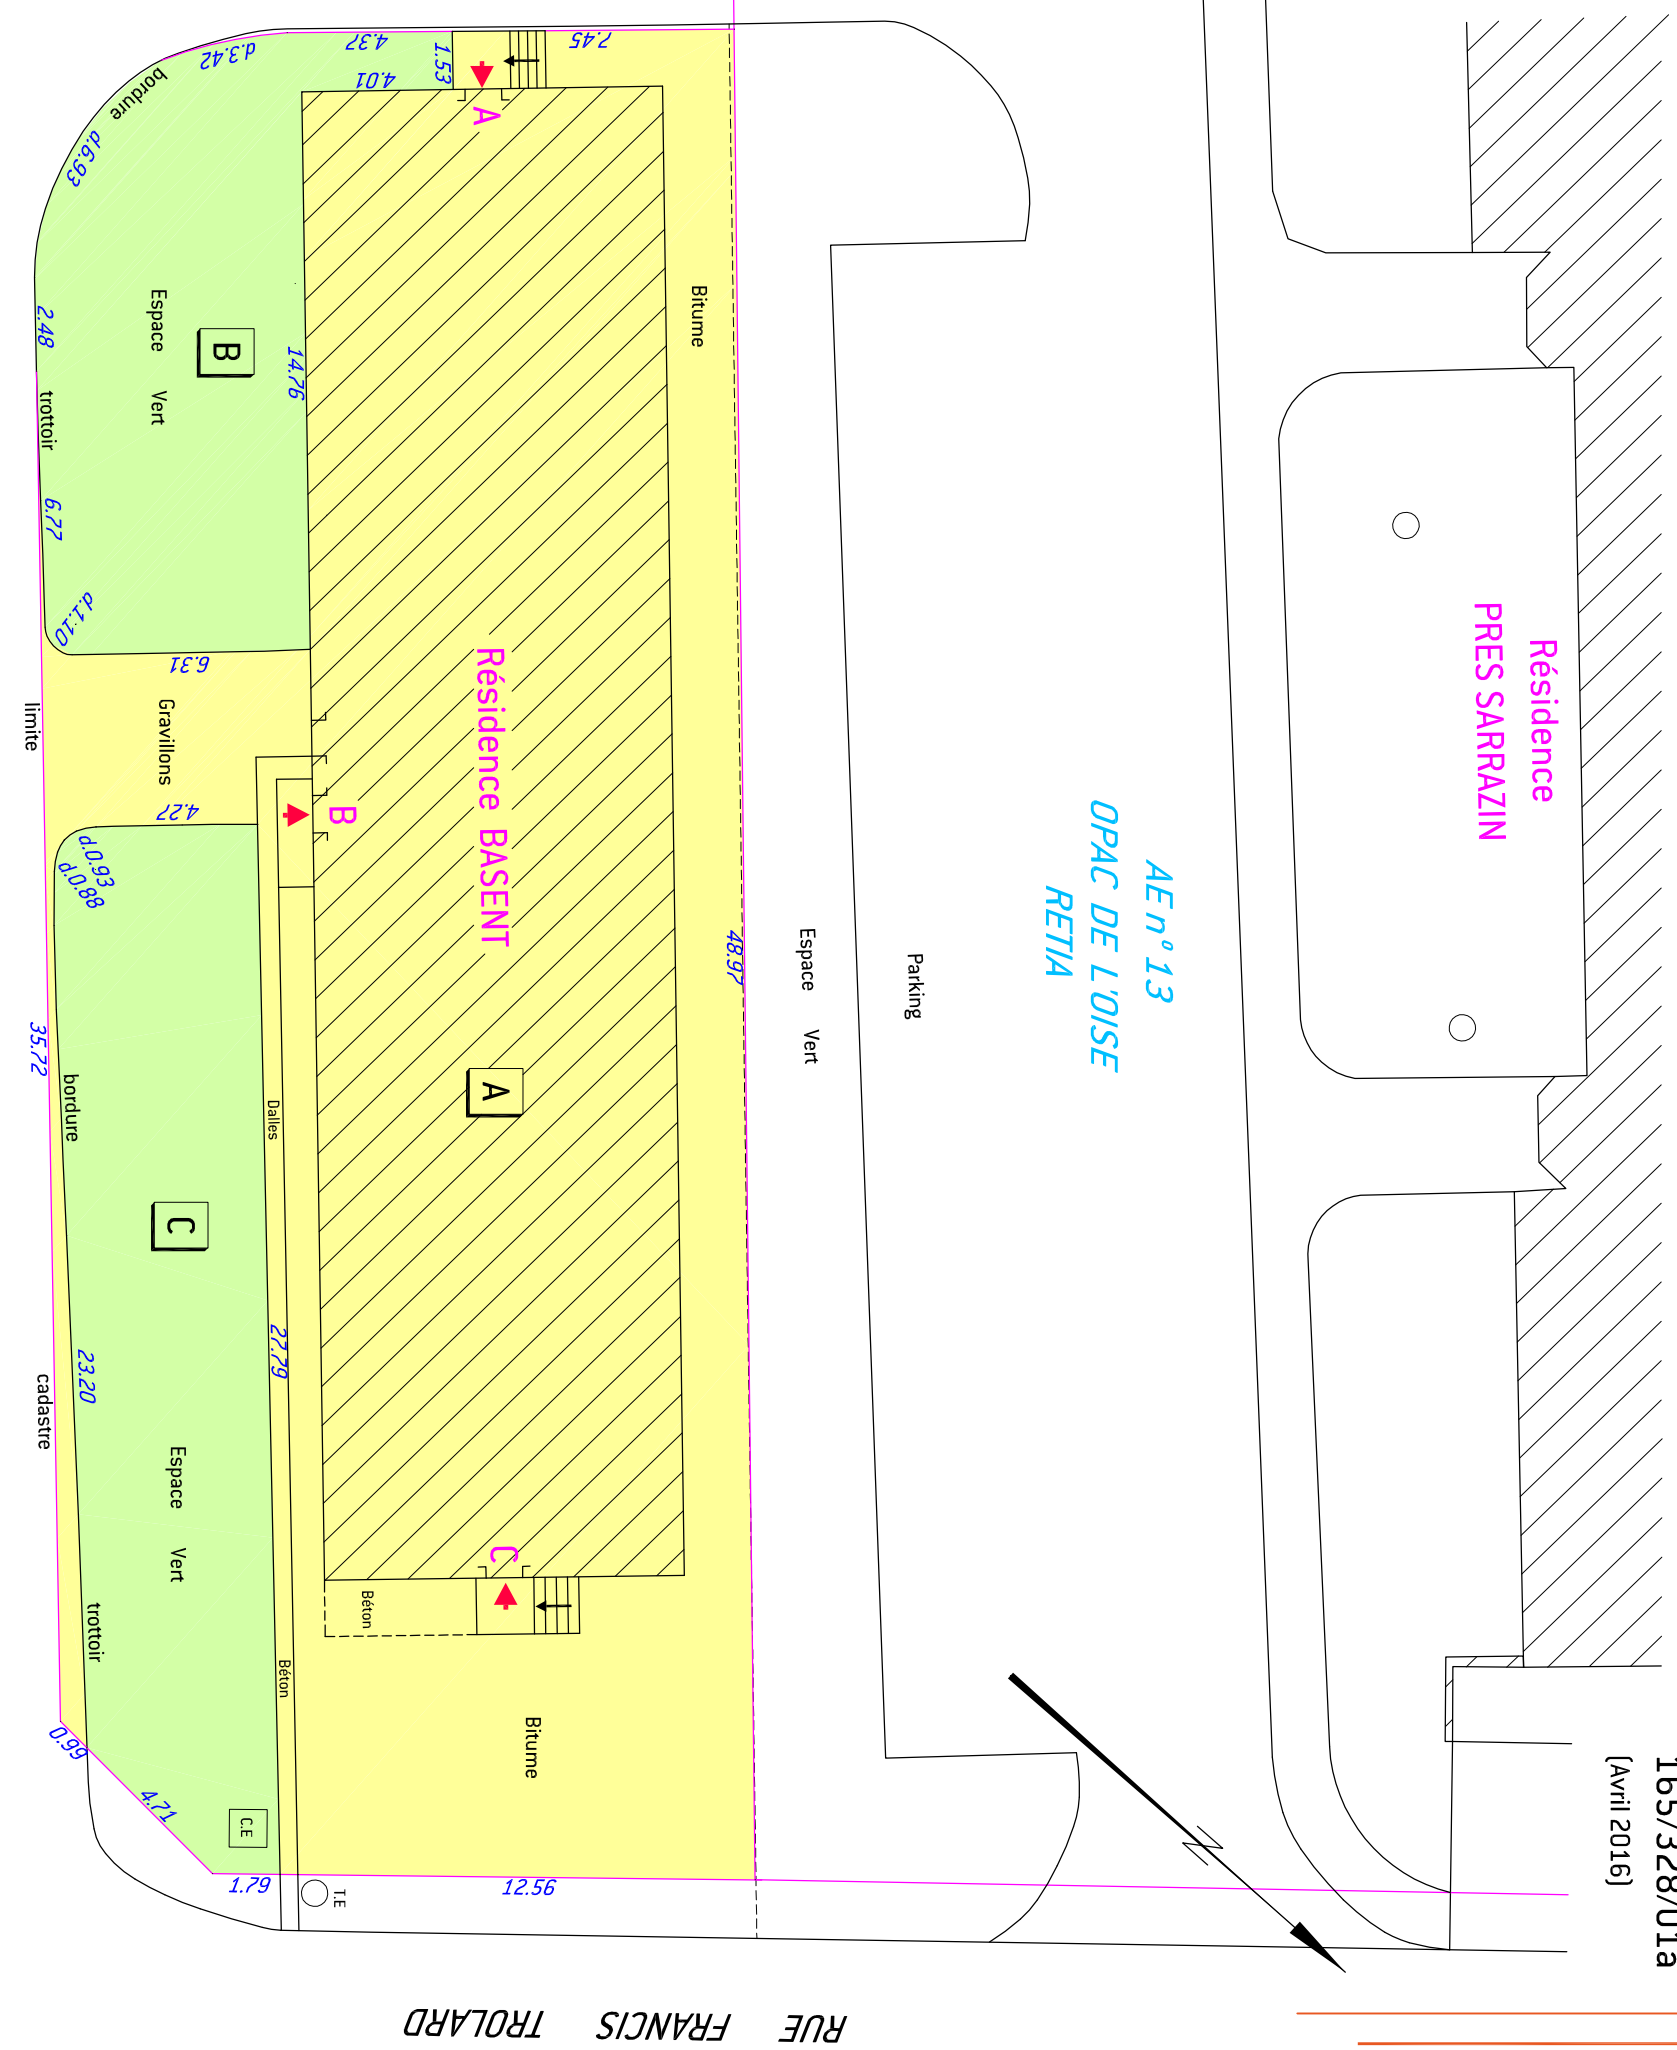 7.45
4.37
1.53
d.3.42
4.01
bordure
A
d.6.93
Bitume
Espace Vert
B
2.48
14.76
trottoir
6.77
d.1.10
6.31
Résidence BASENT
Résidence
PRES SARRAZIN
limite
Gravillons
4.27
B
d.0.93
d.0.88
AE n° 13
OPAC DE L'OISE
RETIA
48.97
Espace Vert
Parking
35.72
bordure
Dalles
A
C
27.79
23.20
cadastre
Espace Vert
trottoir
C
Béton
Béton
Bitume
0.99
4.71
C.E
1.79
T.E
12.56
165/328/01a
(Avril 2016)
N
RUE FRANCIS TROLARD